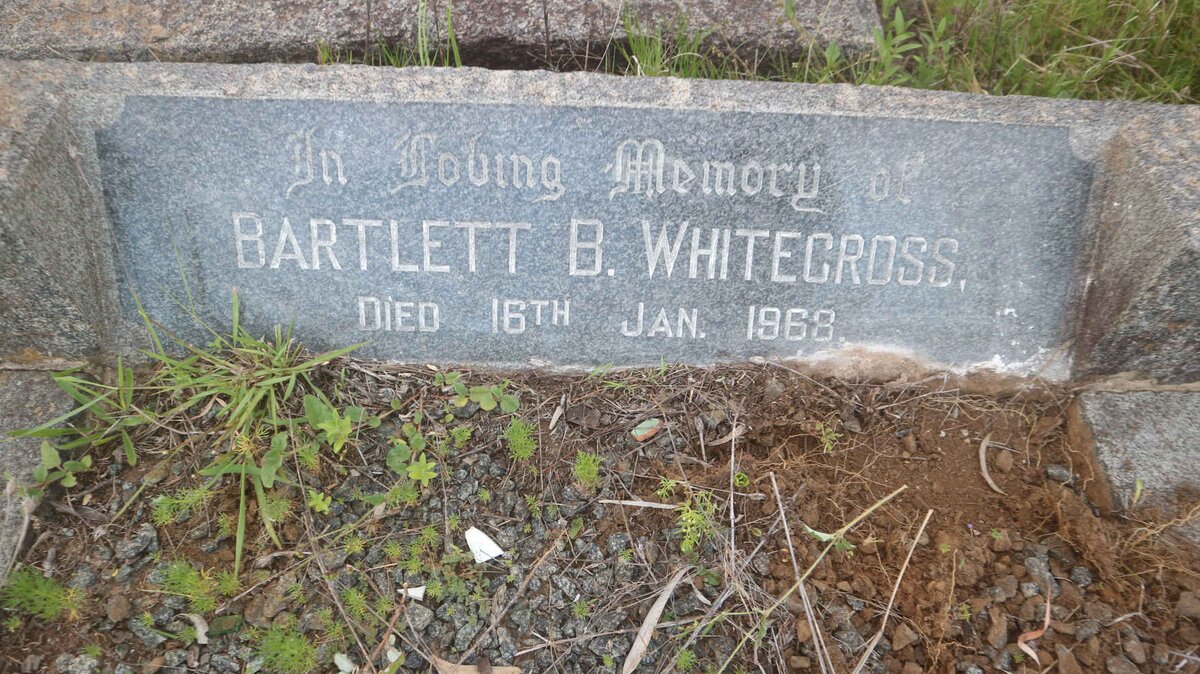 In Loving Memory of
BARTLETT B. WHITECROSS,
DIED 16TH JAN. 1968.